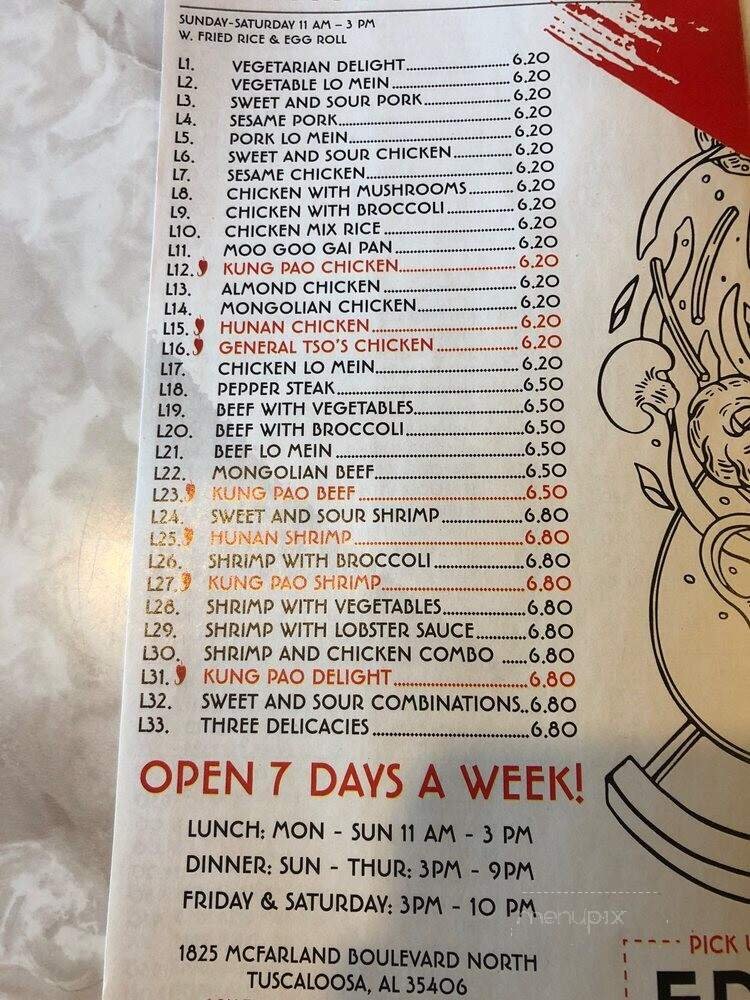 SUNDAY-SATURDAY 11 AM – 3 PM
W. FRIED RICE & EGG ROLL
L1. VEGETARIAN DELIGHT 6.20
L2. VEGETABLE LO MEIN 6.20
L3. SWEET AND SOUR PORK 6.20
L4. SESAME PORK 6.20
L5. PORK LO MEIN 6.20
L6. SWEET AND SOUR CHICKEN 6.20
L7. SESAME CHICKEN 6.20
L8. CHICKEN WITH MUSHROOMS 6.20
L9. CHICKEN WITH BROCCOLI 6.20
L10. CHICKEN MIX RICE 6.20
L11. MOO GOO GAI PAN 6.20
L12. KUNG PAO CHICKEN 6.20
L13. ALMOND CHICKEN 6.20
L14. MONGOLIAN CHICKEN 6.20
L15. HUNAN CHICKEN 6.20
L16. GENERAL TSO'S CHICKEN 6.20
L17. CHICKEN LO MEIN 6.20
L18. PEPPER STEAK 6.50
L19. BEEF WITH VEGETABLES 6.50
L20. BEEF WITH BROCCOLI 6.50
L21. BEEF LO MEIN 6.50
L22. MONGOLIAN BEEF 6.50
L23. KUNG PAO BEEF 6.50
L24. SWEET AND SOUR SHRIMP 6.80
L25. HUNAN SHRIMP 6.80
L26. SHRIMP WITH BROCCOLI 6.80
L27. KUNG PAO SHRIMP 6.80
L28. SHRIMP WITH VEGETABLES 6.80
L29. SHRIMP WITH LOBSTER SAUCE 6.80
L30. SHRIMP AND CHICKEN COMBO 6.80
L31. KUNG PAO DELIGHT 6.80
L32. SWEET AND SOUR COMBINATIONS 6.80
L33. THREE DELICACIES 6.80
OPEN 7 DAYS A WEEK!
LUNCH: MON - SUN 11 AM - 3 PM
DINNER: SUN - THUR: 3PM - 9PM
FRIDAY & SATURDAY: 3PM - 10 PM
menupix
1825 MCFARLAND BOULEVARD NORTH
TUSCALOOSA, AL 35406
PICK